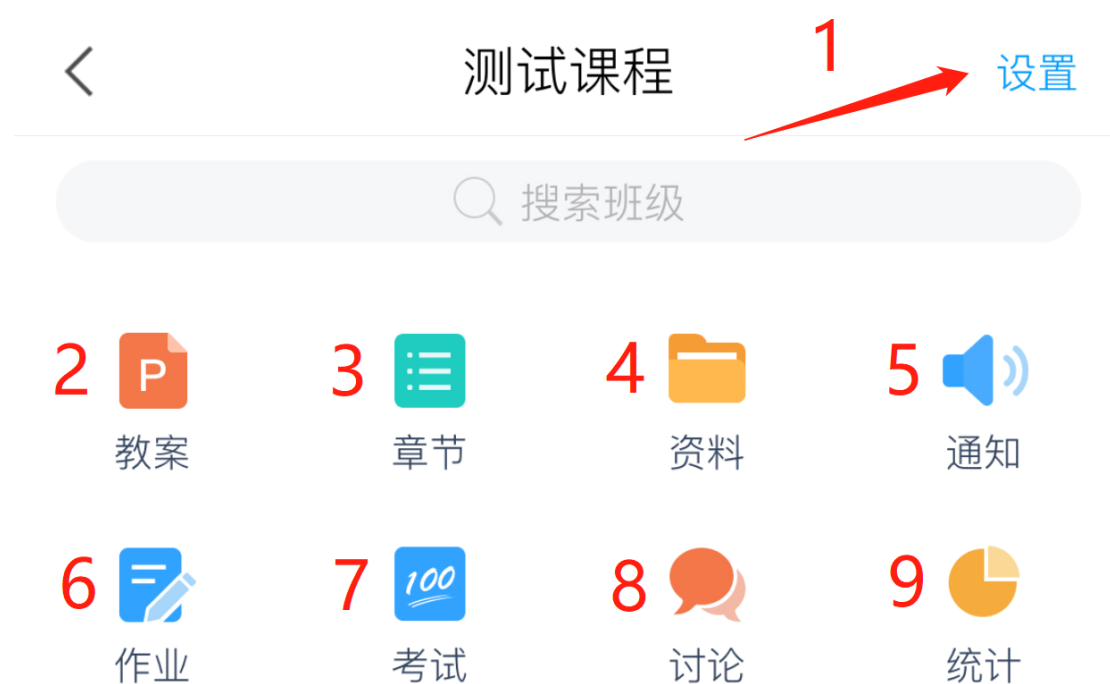 测试课程 1 设置
搜索班级
2 P 3 4 5
教案 章节 资料 通知
6 7 100 8 9
作业 考试 讨论 统计